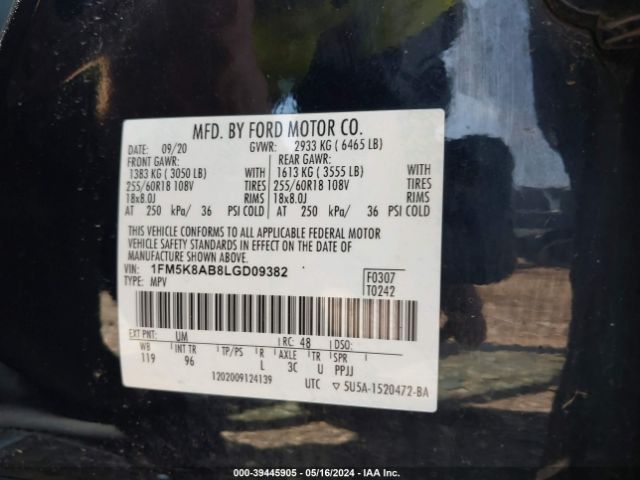 MFD. BY FORD MOTOR CO.
DATE: 09/20 GVWR: 2933 KG ( 6465 LB)
FRONT GAWR: REAR GAWR:
1383 KG ( 3050 LB) WITH 1613 KG ( 3555 LB) WITH
255/60R18 108V TIRES 255/60R18 108V TIRES
18x8.0J RIMS 18x8.0J RIMS
AT 250 kPa/ 36 PSI COLD AT 250 kPa/ 36 PSI COLD
THIS VEHICLE CONFORMS TO ALL APPLICABLE FEDERAL MOTOR
VEHICLE SAFETY STANDARDS IN EFFECT ON THE DATE OF
MANUFACTURE SHOWN ABOVE.
VIN: 1FM5K8AB8LGD09382 F0307
TYPE: MPV T0242
EXT PNT: UM RC: 48 DSO:
WB INT TR TP/PS R AXLE TR SPR
119 96 L 3C U PPJJ
1202009124139 UTC ▽ 5U5A-1520472-BA
000-39445905 - 05/16/2024 - IAA Inc.